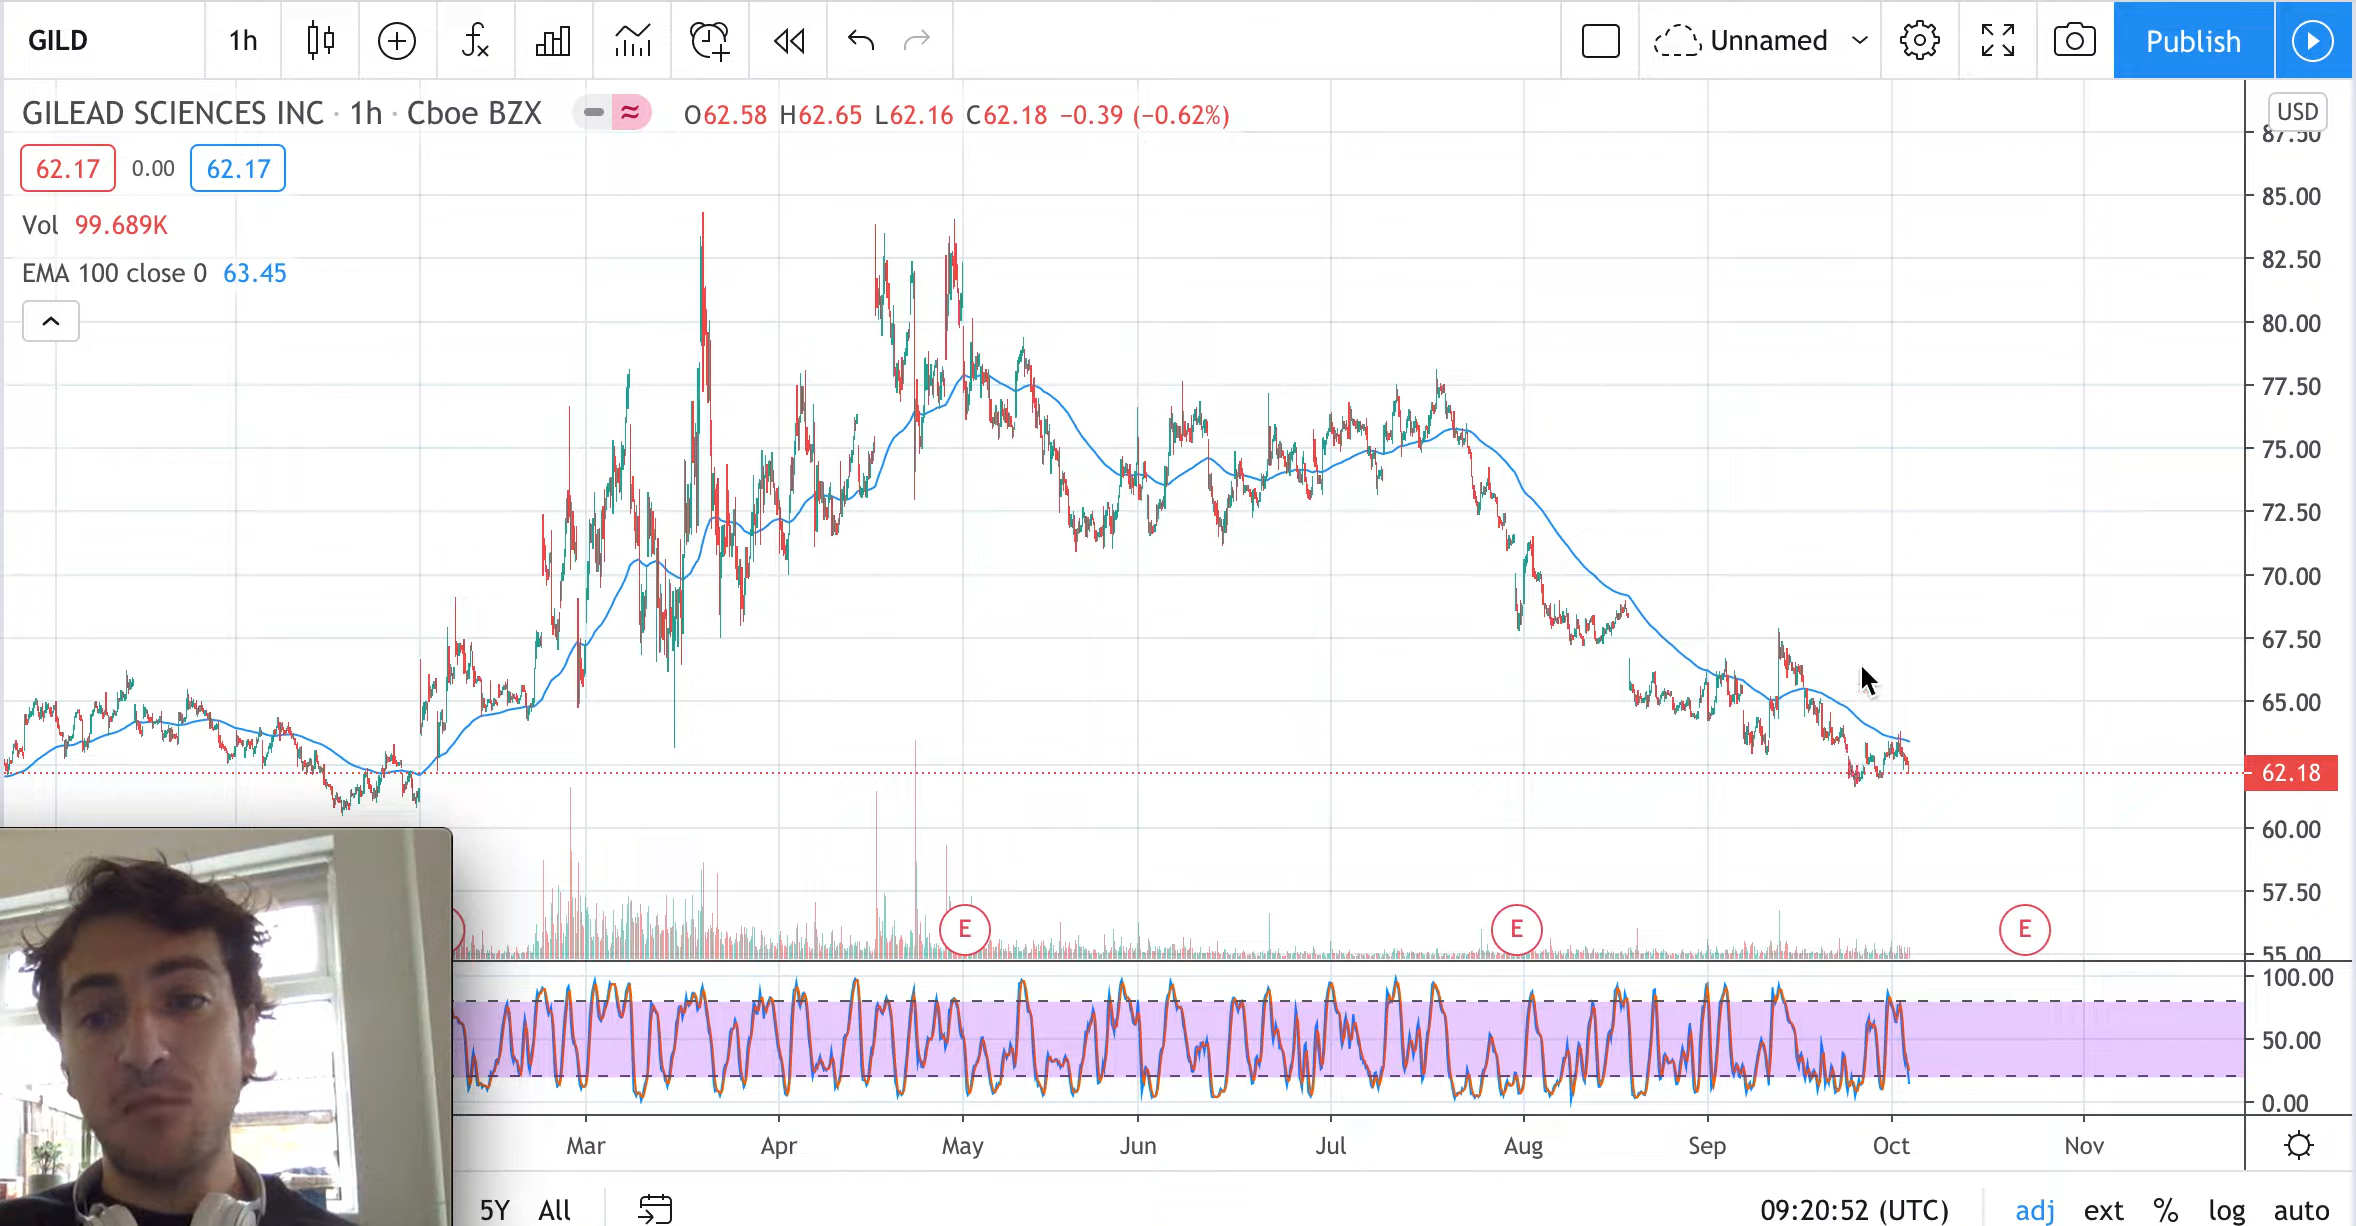 GILD 1h Unnamed Publish
GILEAD SCIENCES INC · 1h · Cboe BZX O62.58 H62.65 L62.16 C62.18 −0.39 (−0.62%) USD
87.50
62.17 0.00 62.17
85.00
Vol 99.689K
82.50
EMA 100 close 0 63.45
80.00
77.50
75.00
72.50
70.00
67.50
65.00
62.18
60.00
57.50
E E E
55.00
100.00
50.00
0.00
Mar Apr May Jun Jul Aug Sep Oct Nov
5Y All 09:20:52 (UTC) adj ext % log auto